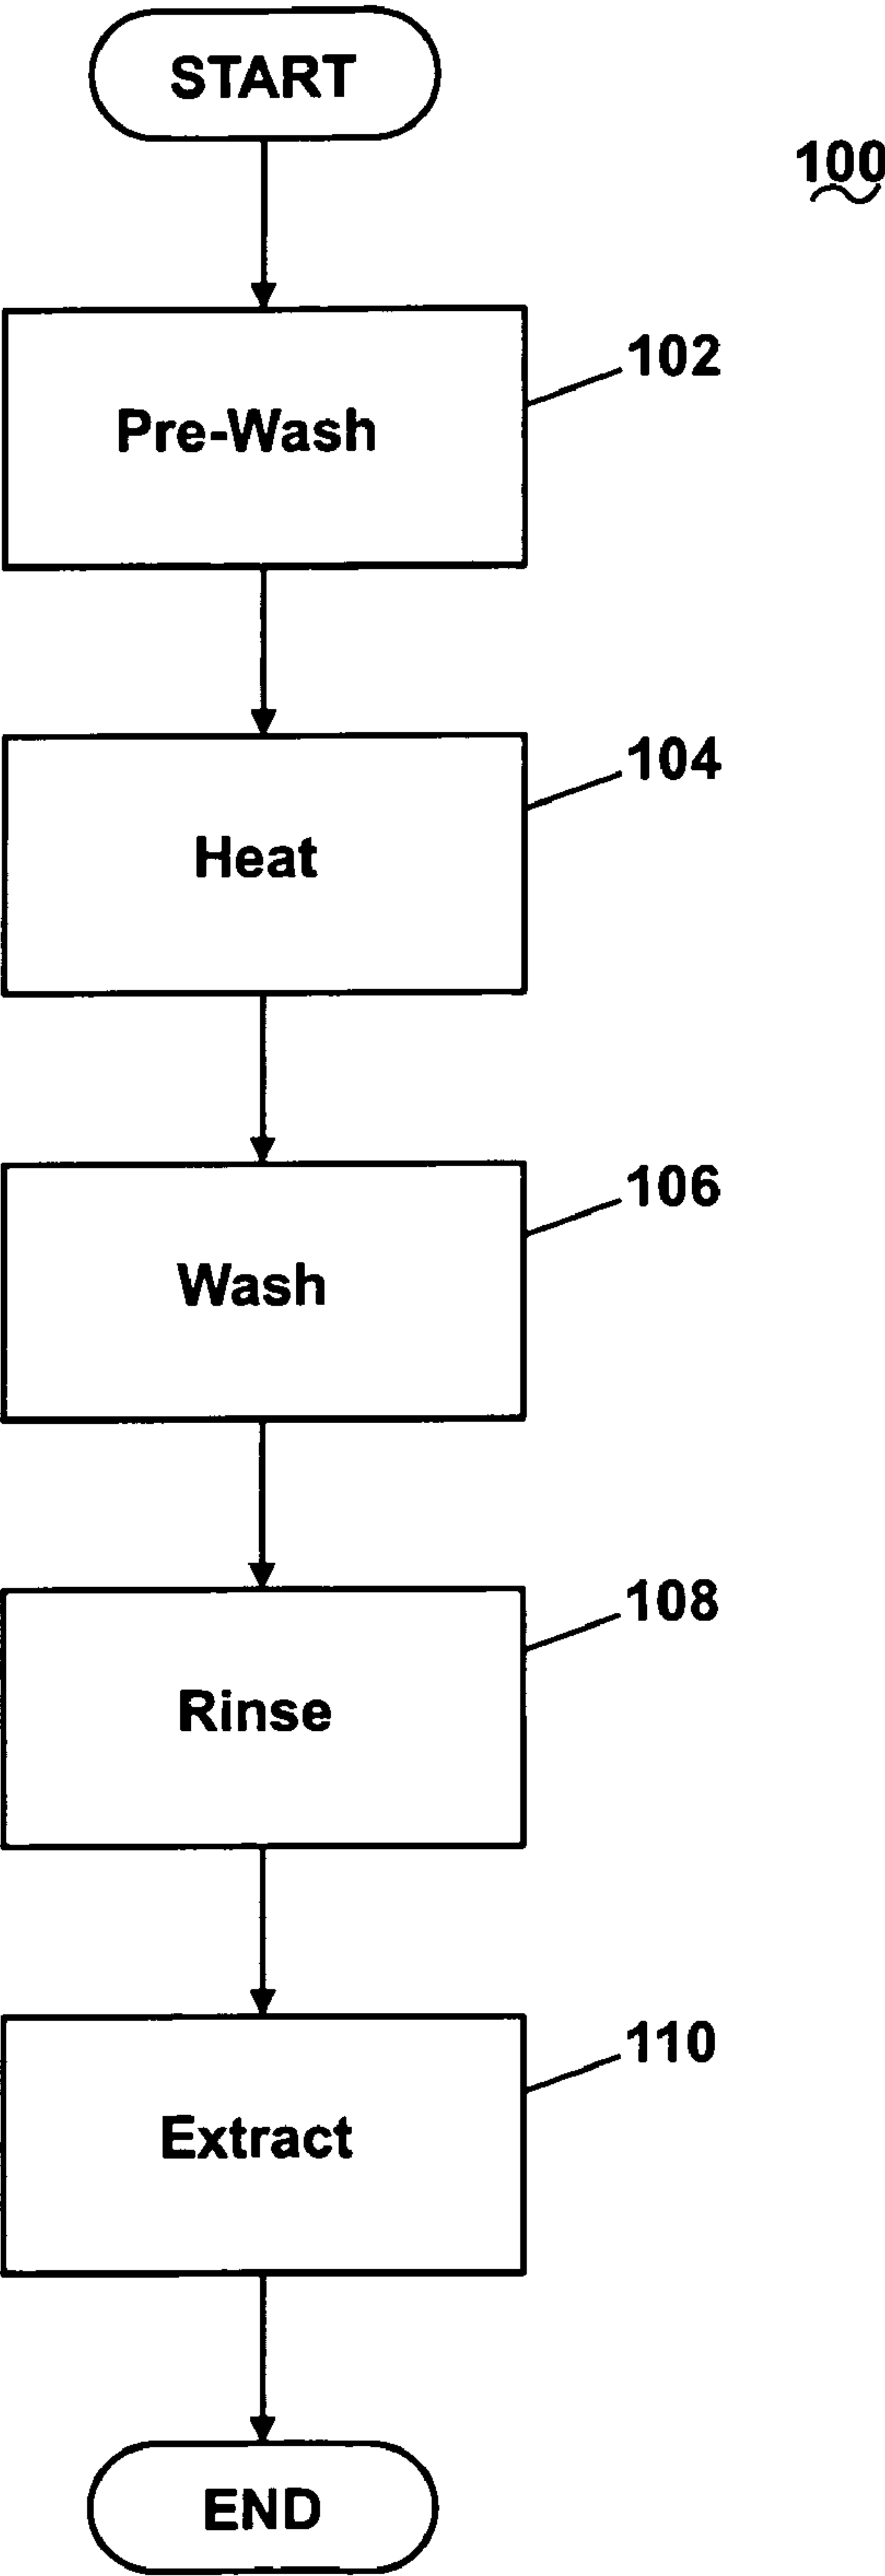 START
100
102
Pre-Wash
104
Heat
106
Wash
108
Rinse
110
Extract
END